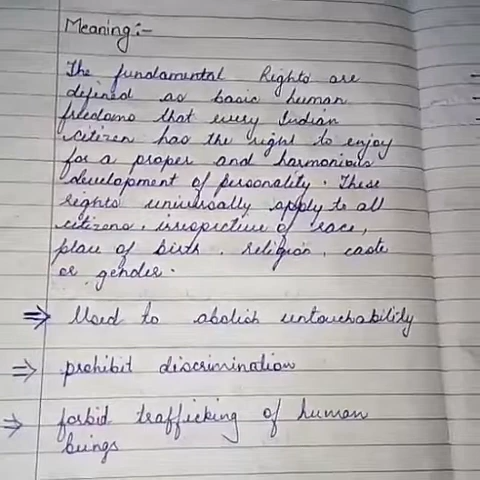 Meaning:-
The fundamental Rights are
defined as basic human
freedoms that every Indian
citizen has the right to enjoy
for a proper and harmonious
development of personality. These
rights universally apply to all
citizens, irrespective of race,
place of birth, religion, caste
or gender.
⇒ Used to abolish untouchability
⇒ prohibit discrimination
⇒ forbid trafficking of human
beings